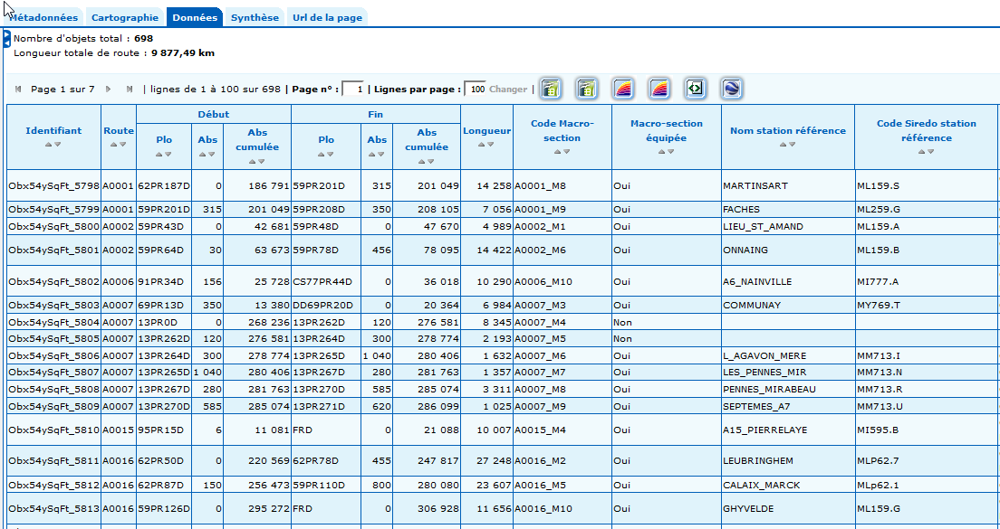 Métadonnées Cartographie Données Synthèse Url de la page
Nombre d'objets total : 698
Longueur totale de route : 9 877,49 km
Page 1 sur 7 | lignes de 1 à 100 sur 698 | Page n° : 1 | Lignes par page : 100 Changer |
Début Fin
Identifiant Route Plo Abs Abs cumulée Plo Abs Abs cumulée Longueur Code Macro-section Macro-section équipée Nom station référence Code Siredo station référence
Obx54ySqFt_5798 A0001 62PR187D 0 186 791 59PR201D 315 201 049 14 258 A0001_M8 Oui MARTINSART ML159.S
Obx54ySqFt_5799 A0001 59PR201D 315 201 049 59PR208D 350 208 105 7 056 A0001_M9 Oui FACHES ML259.G
Obx54ySqFt_5800 A0002 59PR43D 0 42 681 59PR48D 0 47 670 4 989 A0002_M1 Oui LIEU_ST_AMAND ML159.A
Obx54ySqFt_5801 A0002 59PR64D 30 63 673 59PR78D 456 78 095 14 422 A0002_M6 Oui ONNAING ML159.B
Obx54ySqFt_5802 A0006 91PR34D 156 25 728 CS77PR44D 0 36 018 10 290 A0006_M10 Oui A6_NAINVILLE MI777.A
Obx54ySqFt_5803 A0007 69PR13D 350 13 380 DD69PR20D 0 20 364 6 984 A0007_M3 Oui COMMUNAY MY769.T
Obx54ySqFt_5804 A0007 13PR0D 0 268 236 13PR262D 120 276 581 8 345 A0007_M4 Non
Obx54ySqFt_5805 A0007 13PR262D 120 276 581 13PR264D 300 278 774 2 193 A0007_M5 Non
Obx54ySqFt_5806 A0007 13PR264D 300 278 774 13PR265D 1 040 280 406 1 632 A0007_M6 Oui L_AGAVON_MERE MM713.I
Obx54ySqFt_5807 A0007 13PR265D 1 040 280 406 13PR267D 280 281 763 1 357 A0007_M7 Oui LES_PENNES_MIR MM713.N
Obx54ySqFt_5808 A0007 13PR267D 280 281 763 13PR270D 585 285 074 3 311 A0007_M8 Oui PENNES_MIRABEAU MM713.R
Obx54ySqFt_5809 A0007 13PR270D 585 285 074 13PR271D 620 286 099 1 025 A0007_M9 Oui SEPTEMES_A7 MM713.U
Obx54ySqFt_5810 A0015 95PR15D 6 11 081 FRD 0 21 088 10 007 A0015_M4 Oui A15_PIERRELAYE MI595.B
Obx54ySqFt_5811 A0016 62PR50D 0 220 569 62PR78D 455 247 817 27 248 A0016_M2 Oui LEUBRINGHEM MLP62.7
Obx54ySqFt_5812 A0016 62PR87D 150 256 473 59PR110D 800 280 080 23 607 A0016_M5 Oui CALAIX_MARCK MLp62.1
Obx54ySqFt_5813 A0016 59PR126D 0 295 272 FRD 0 306 928 11 656 A0016_M10 Oui GHYVELDE ML159.G